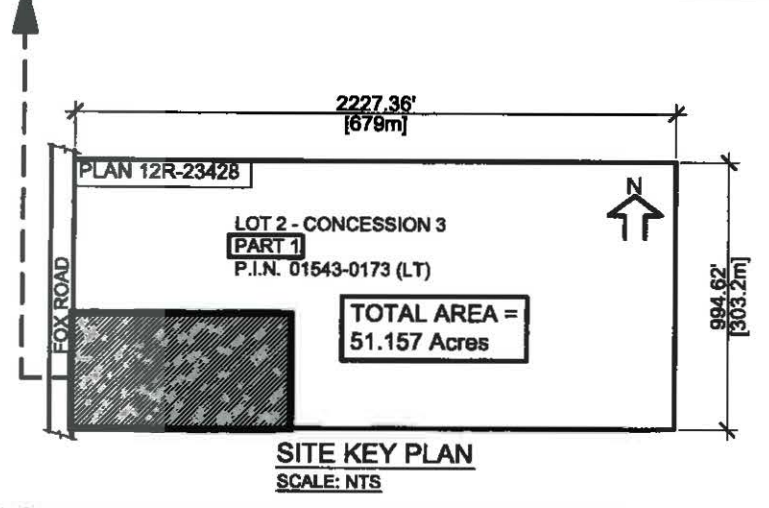 2227.36'
[679m]
PLAN 12R-23428
N
LOT 2 - CONCESSION 3
PART 1
P.I.N. 01543-0173 (LT)
FOX ROAD
TOTAL AREA =
51.157 Acres
994.62'
[303.2m]
SITE KEY PLAN
SCALE: NTS